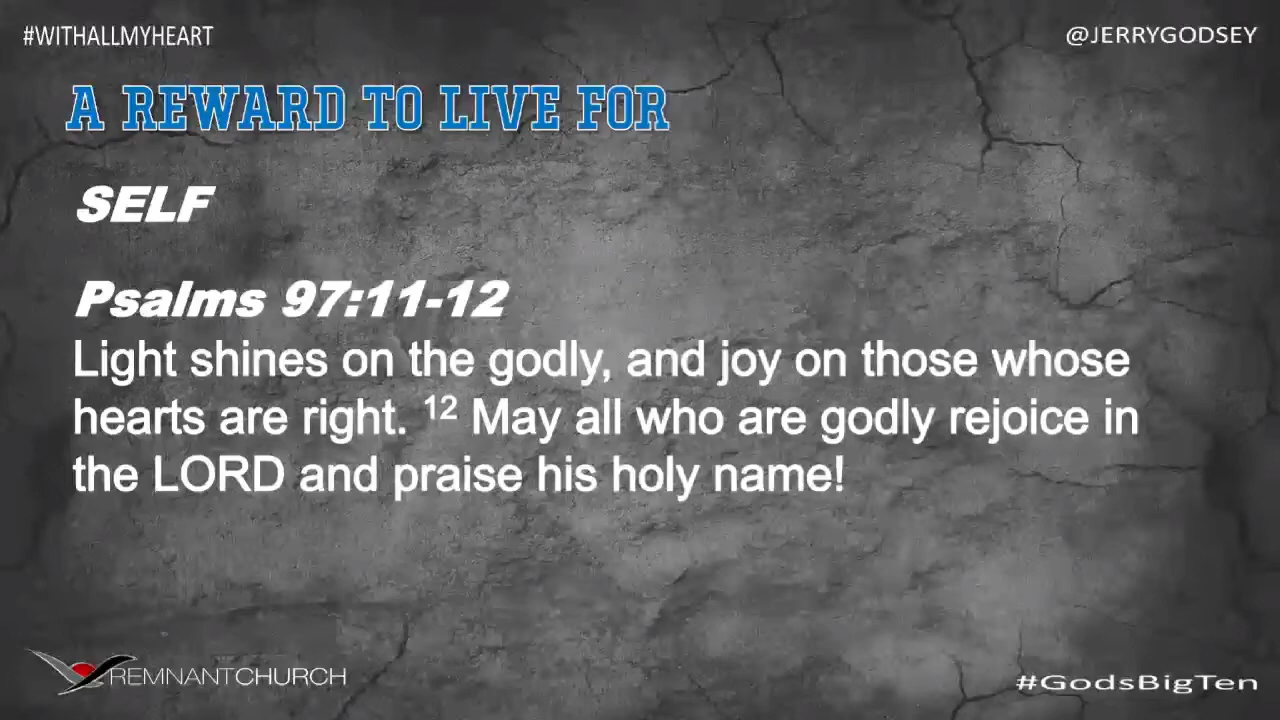 #WITHALLMYHEART
@JERRYGODSEY
A REWARD TO LIVE FOR
SELF
Psalms 97:11-12
Light shines on the godly, and joy on those whose
hearts are right. ¹² May all who are godly rejoice in
the LORD and praise his holy name!
REMNANTCHURCH
#GodsBigTen